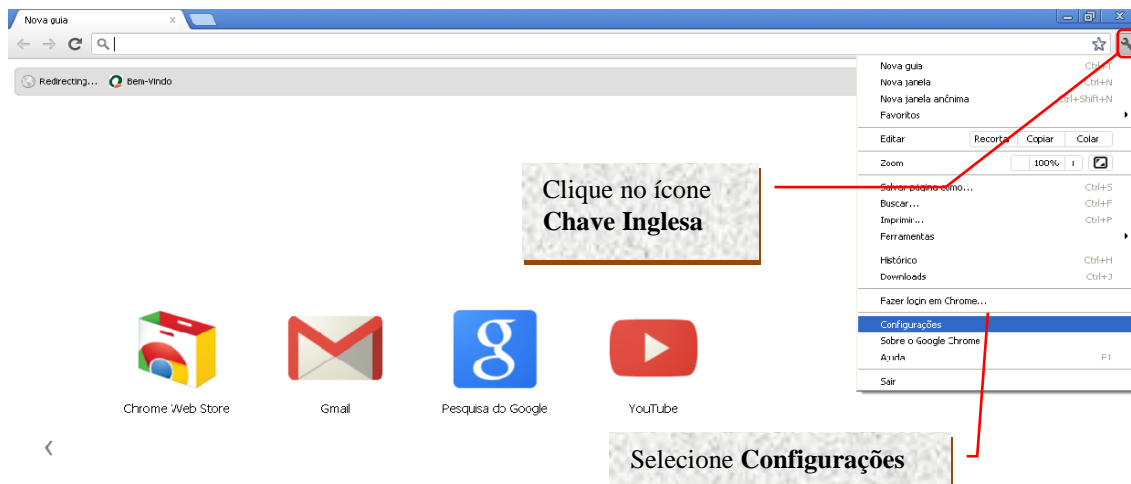 Nova guia
Redirecting... Bem-Vindo
Nova guia Ctrl+T
Nova janela Ctrl+N
Nova janela anônima Ctrl+Shift+N
Favoritos
Editar Recortar Copiar Colar
Zoom 100%
Salvar página como... Ctrl+S
Buscar... Ctrl+F
Imprimir... Ctrl+P
Ferramentas
Histórico Ctrl+H
Downloads Ctrl+J
Fazer login em Chrome...
Configurações
Sobre o Google Chrome
Ajuda F1
Sair
Clique no ícone
Chave Inglesa
g
Chrome Web Store Gmail Pesquisa do Google YouTube
Selecione Configurações